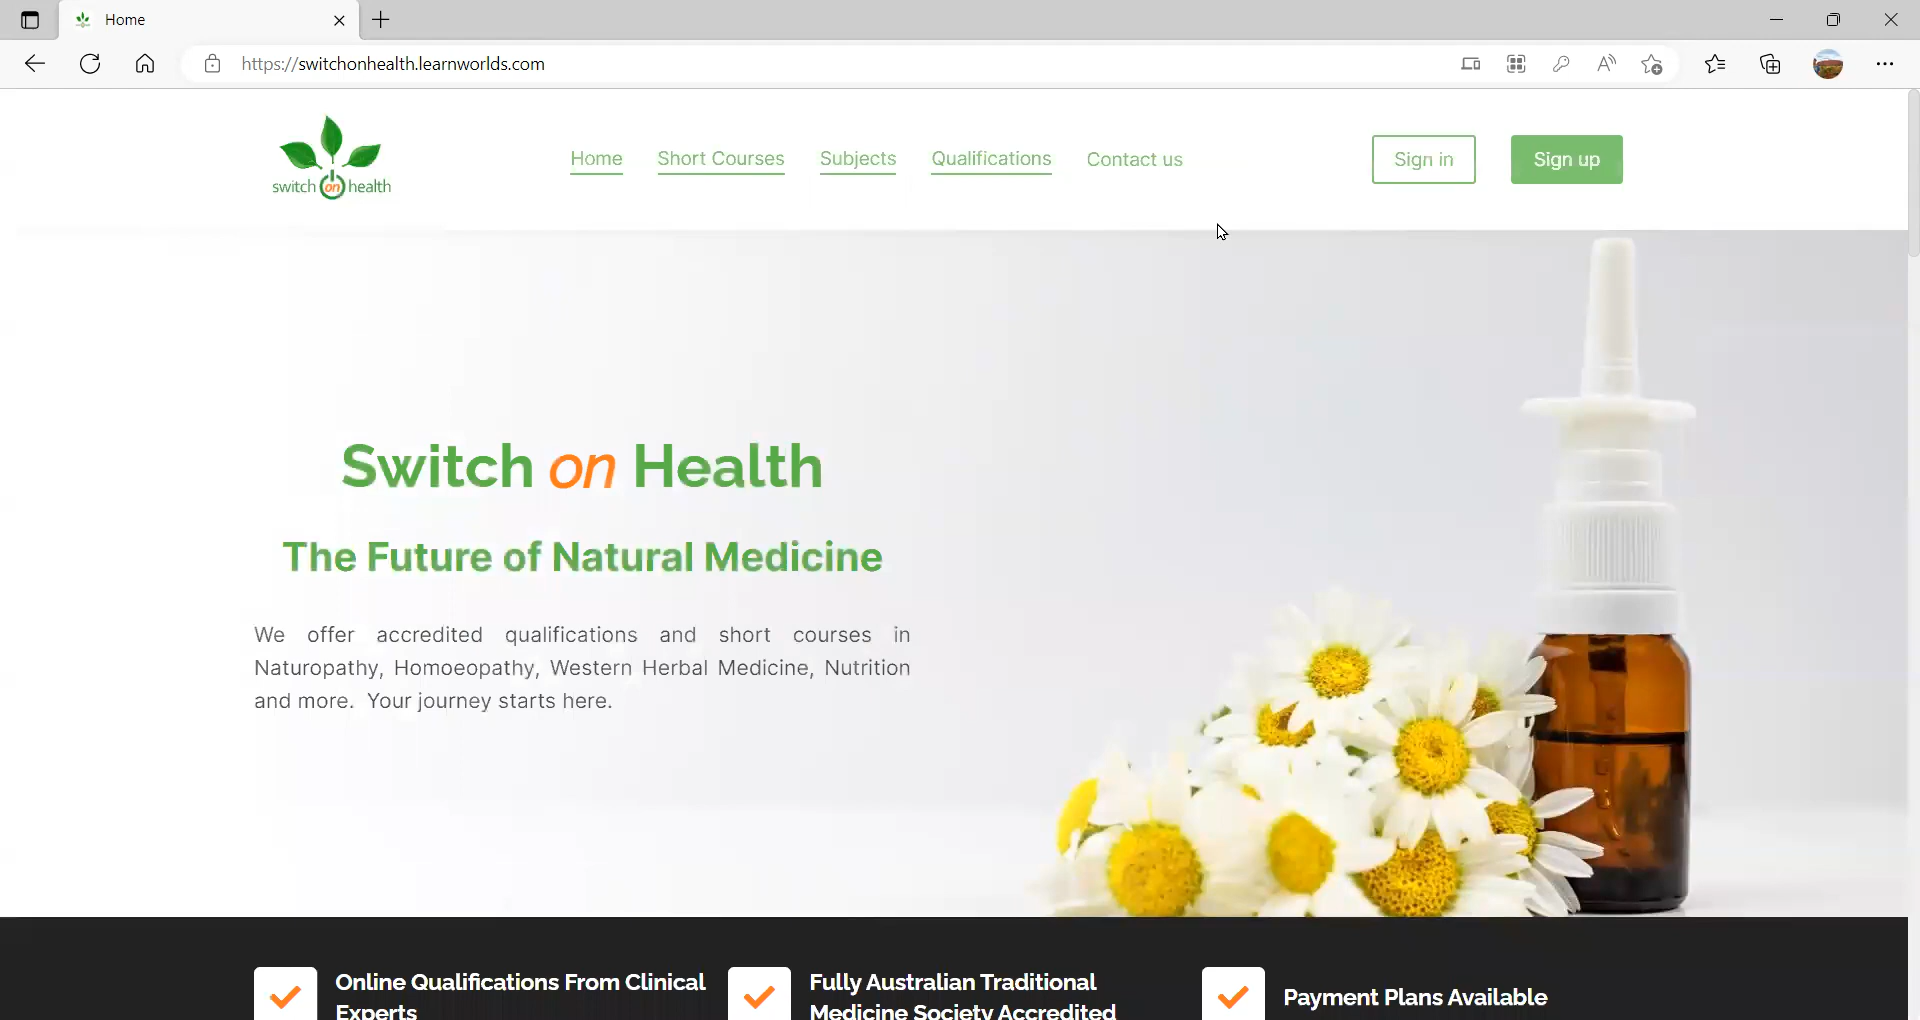 Home
https://switchonhealth.learnworlds.com
switch on health
Home Short Courses Subjects Qualifications Contact us
Sign in Sign up
Switch on Health
The Future of Natural Medicine
We offer accredited qualifications and short courses in
Naturopathy, Homoeopathy, Western Herbal Medicine, Nutrition
and more. Your journey starts here.
Online Qualifications From Clinical
Experts
Fully Australian Traditional
Medicine Society Accredited
Payment Plans Available